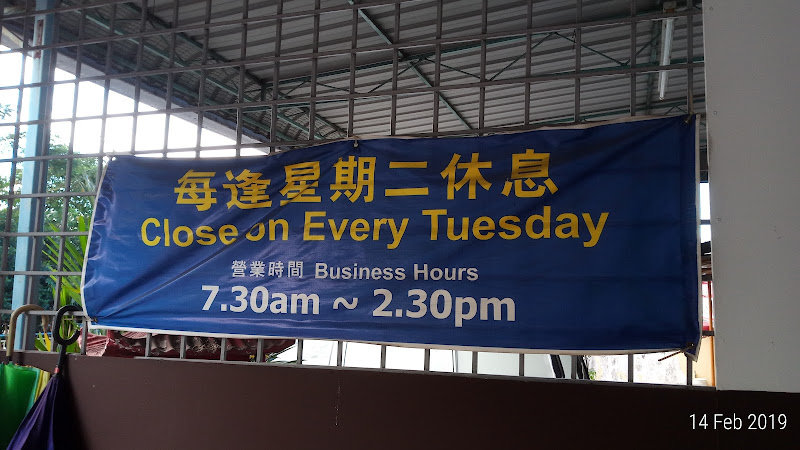 每逢星期二休息
Close on Every Tuesday
營業時間 Business Hours
7.30am ~ 2.30pm
14 Feb 2019